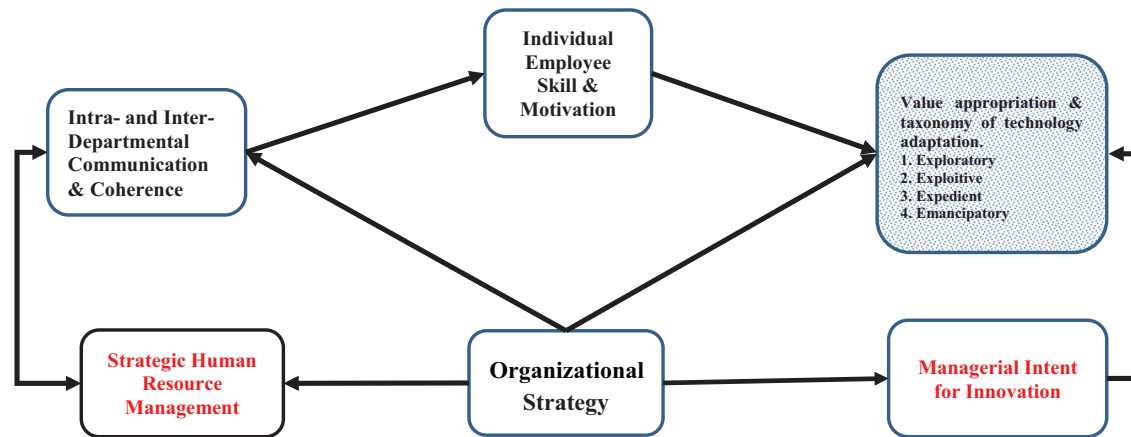 Individual
Employee
Skill &
Motivation
Intra- and Inter-
Departmental
Communication
& Coherence
Value appropriation &
taxonomy of technology
adaptation.
1. Exploratory
2. Exploitive
3. Expedient
4. Emancipatory
Strategic Human
Resource
Management
Organizational
Strategy
Managerial Intent
for Innovation